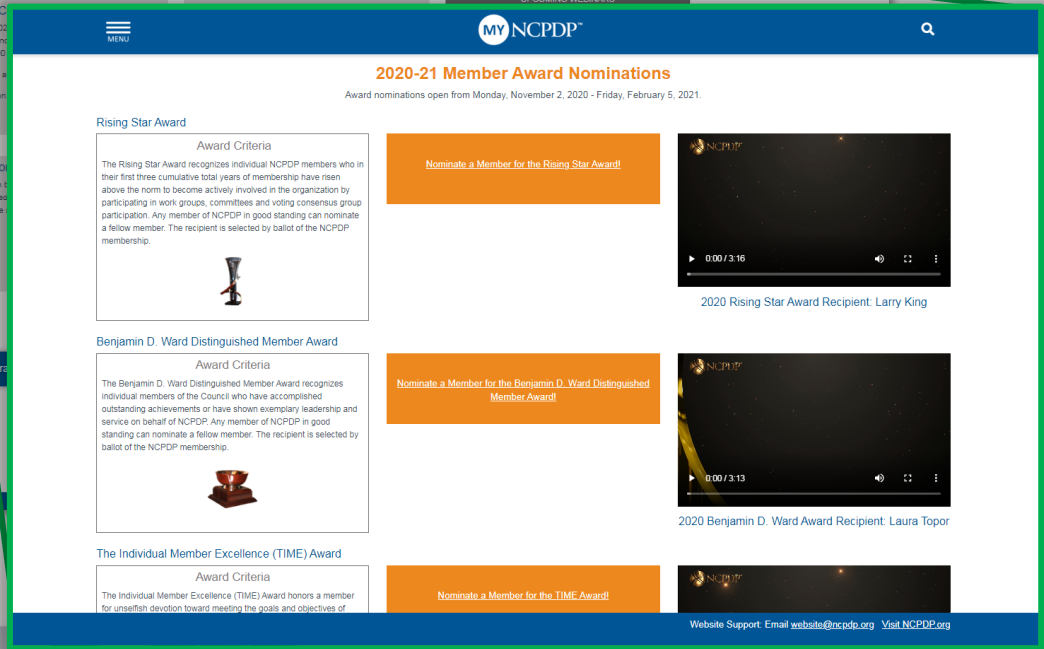 UPCOMING WEBINARS
MENU
MY NCPDP™
2020-21 Member Award Nominations
Award nominations open from Monday, November 2, 2020 - Friday, February 5, 2021.
Rising Star Award
Award Criteria
The Rising Star Award recognizes individual NCPDP members who in
their first three cumulative total years of membership have risen
above the norm to become actively involved in the organization by
participating in work groups, committees and voting consensus group
participation. Any member of NCPDP in good standing can nominate
a fellow member. The recipient is selected by ballot of the NCPDP
membership.
Nominate a Member for the Rising Star Award!
NCPDP
0:00 / 3:16
2020 Rising Star Award Recipient: Larry King
Benjamin D. Ward Distinguished Member Award
Award Criteria
The Benjamin D. Ward Distinguished Member Award recognizes
individual members of the Council who have accomplished
outstanding achievements or have shown exemplary leadership and
service on behalf of NCPDP. Any member of NCPDP in good
standing can nominate a fellow member. The recipient is selected by
ballot of the NCPDP membership.
Nominate a Member for the Benjamin D. Ward Distinguished
Member Award!
NCPDP
0:00 / 3:13
2020 Benjamin D. Ward Award Recipient: Laura Topor
The Individual Member Excellence (TIME) Award
Award Criteria
The Individual Member Excellence (TIME) Award honors a member
for unselfish devotion toward meeting the goals and objectives of
Nominate a Member for the TIME Award!
NCPDP
Website Support: Email website@ncpdp.org Visit NCPDP.org